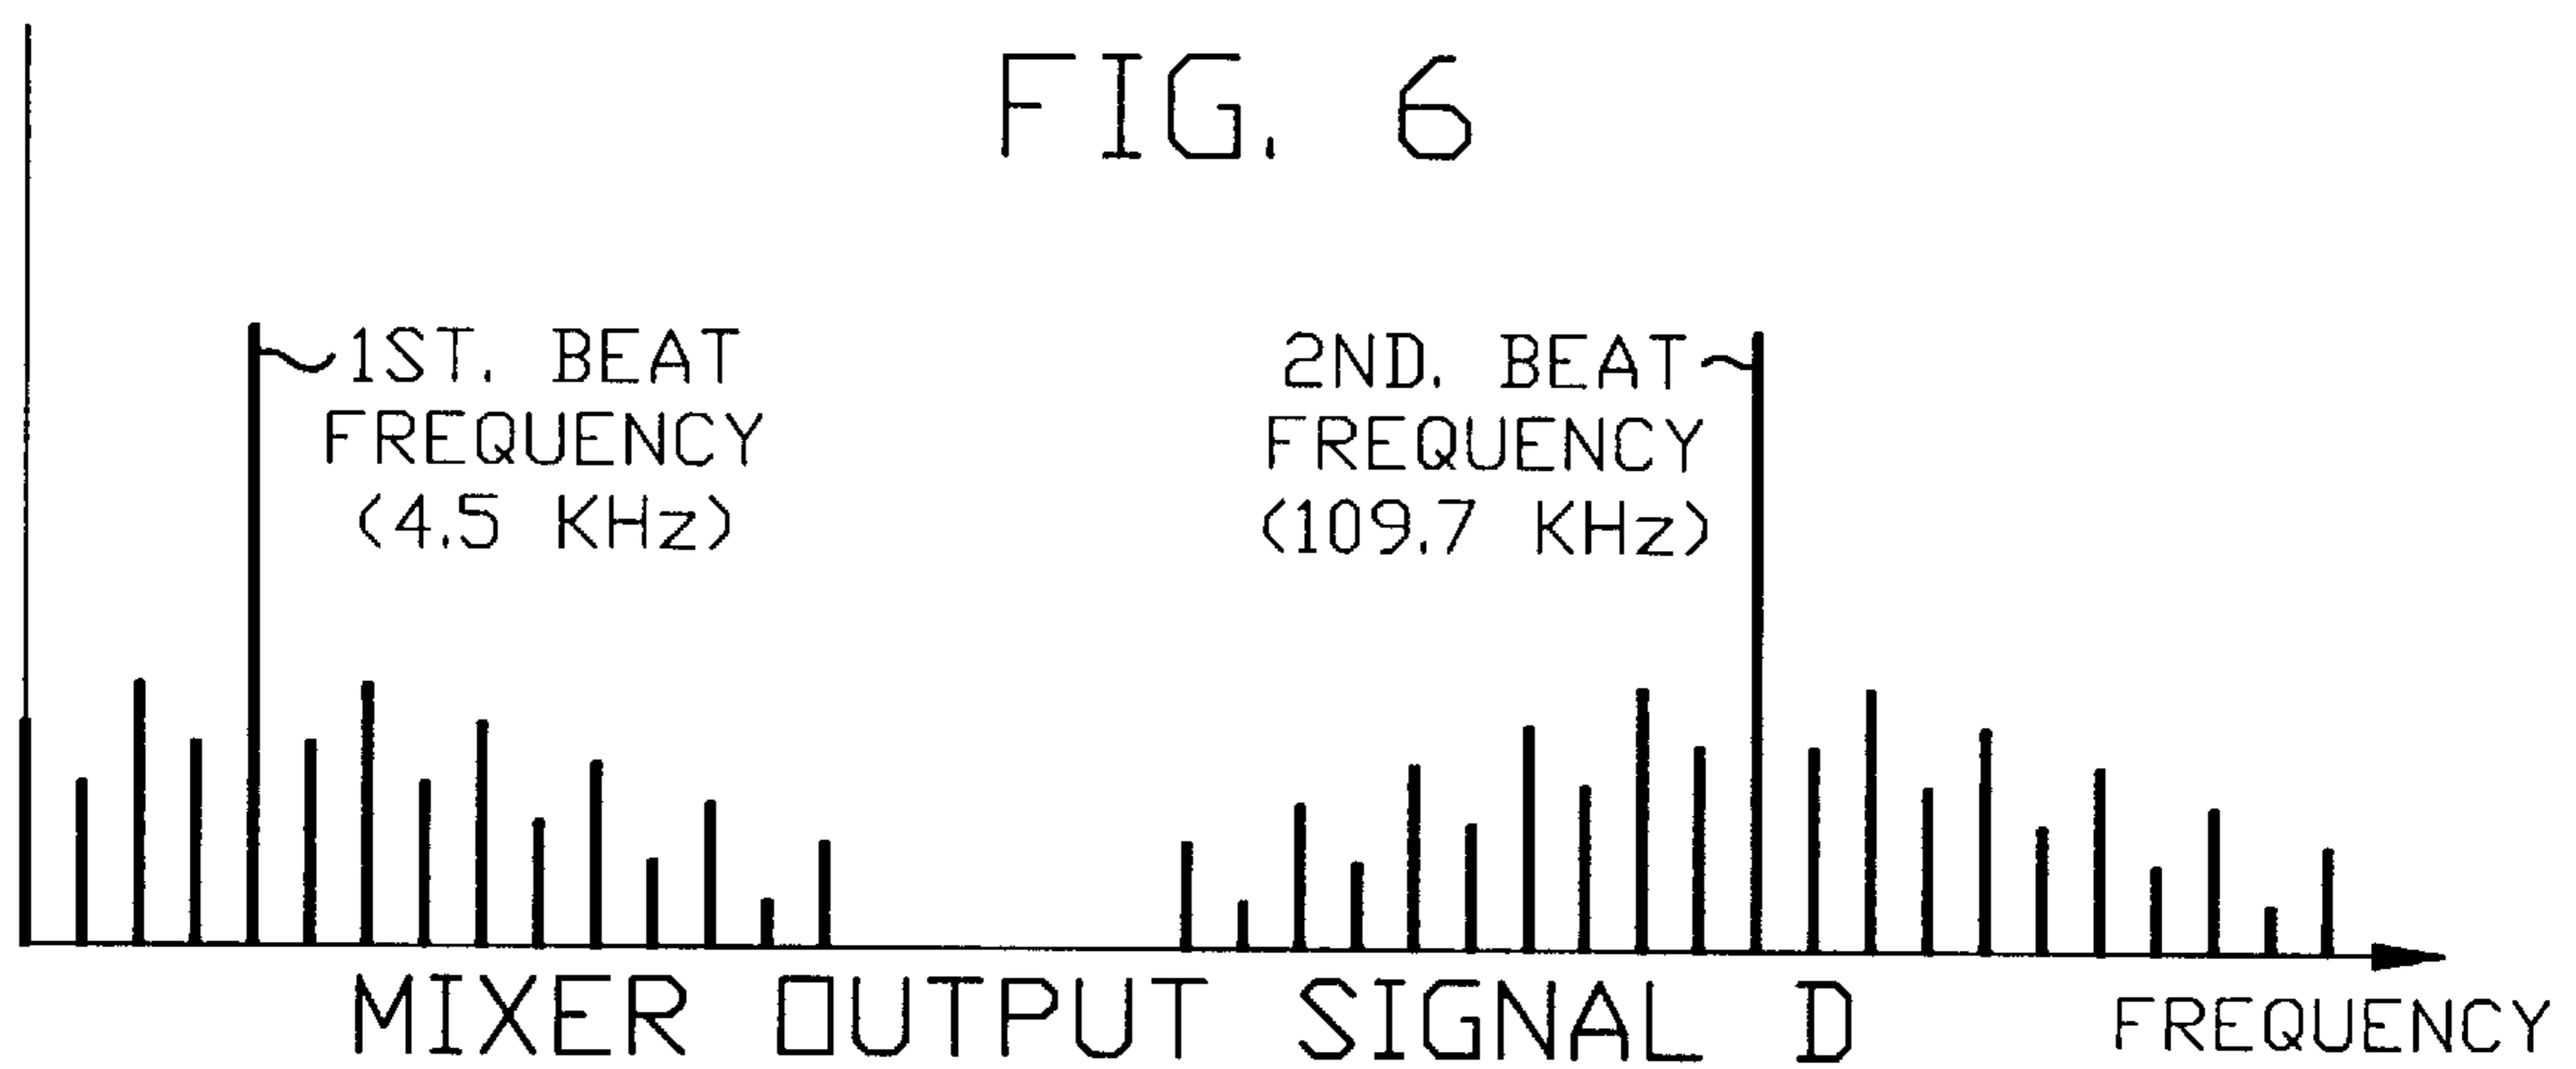 FIG. 6
1ST. BEAT
FREQUENCY
(4.5 KHz)
2ND. BEAT
FREQUENCY
(109.7 KHz)
MIXER OUTPUT SIGNAL D
FREQUENCY